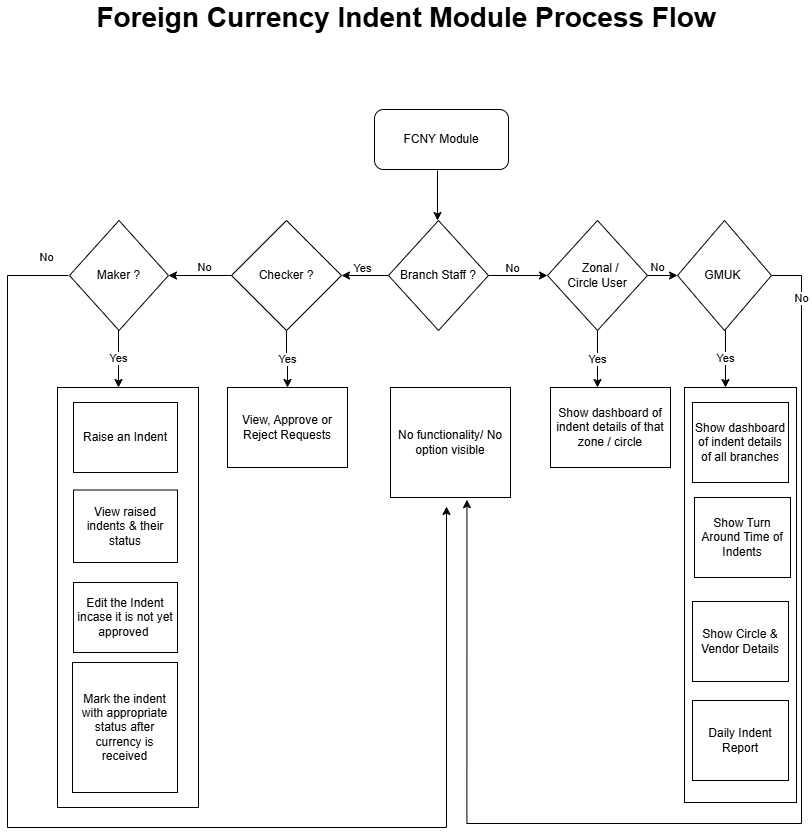 Foreign Currency Indent Module Process Flow
FCNY Module
No
Maker ?
No
Checker ?
Yes
Branch Staff ?
No
Zonal /
Circle User
No
GMUK
No
Yes
Yes
Yes
Yes
Raise an Indent
View raised
indents & their
status
Edit the Indent
incase it is not yet
approved
Mark the indent
with appropriate
status after
currency is
received
View, Approve or
Reject Requests
No functionality/ No
option visible
Show dashboard of
indent details of that
zone / circle
Show dashboard
of indent details
of all branches
Show Turn
Around Time of
Indents
Show Circle &
Vendor Details
Daily Indent
Report